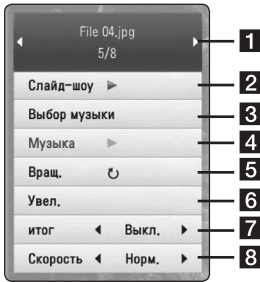 File 04.jpg
1
5/8
Слайд-шоу 2
Выбор музыки 3
Музыка 4
Вращ. 5
Увел. 6
итог Выкл. 7
Скорость Норм. 8